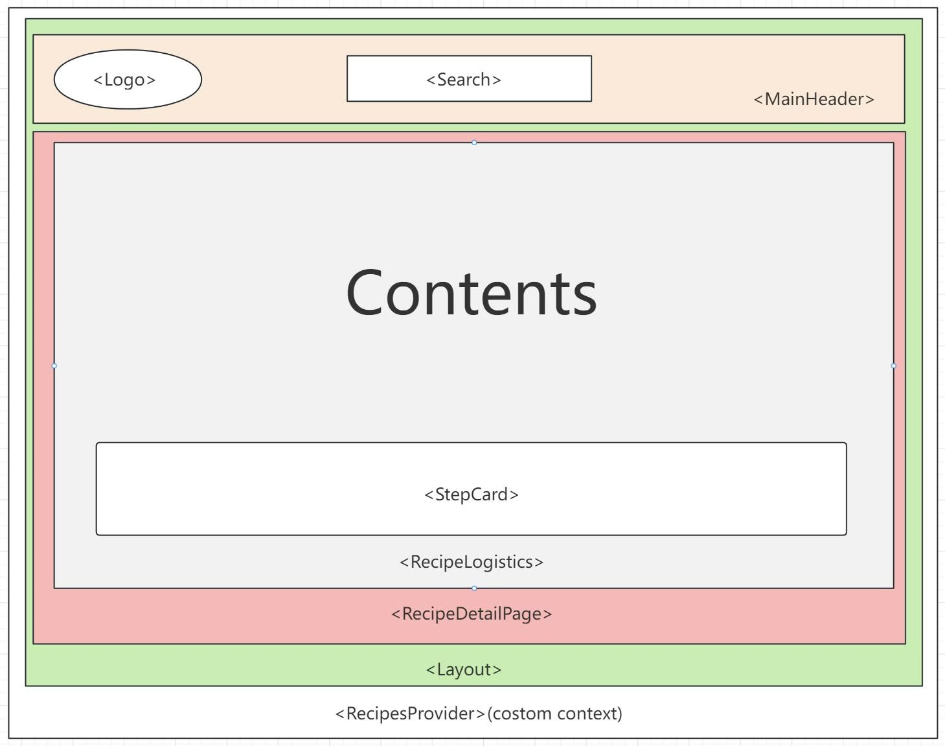 <Logo>
<Search>
<MainHeader>
Contents
<StepCard>
<RecipeLogistics>
<RecipeDetailPage>
<Layout>
<RecipesProvider>(costom context)